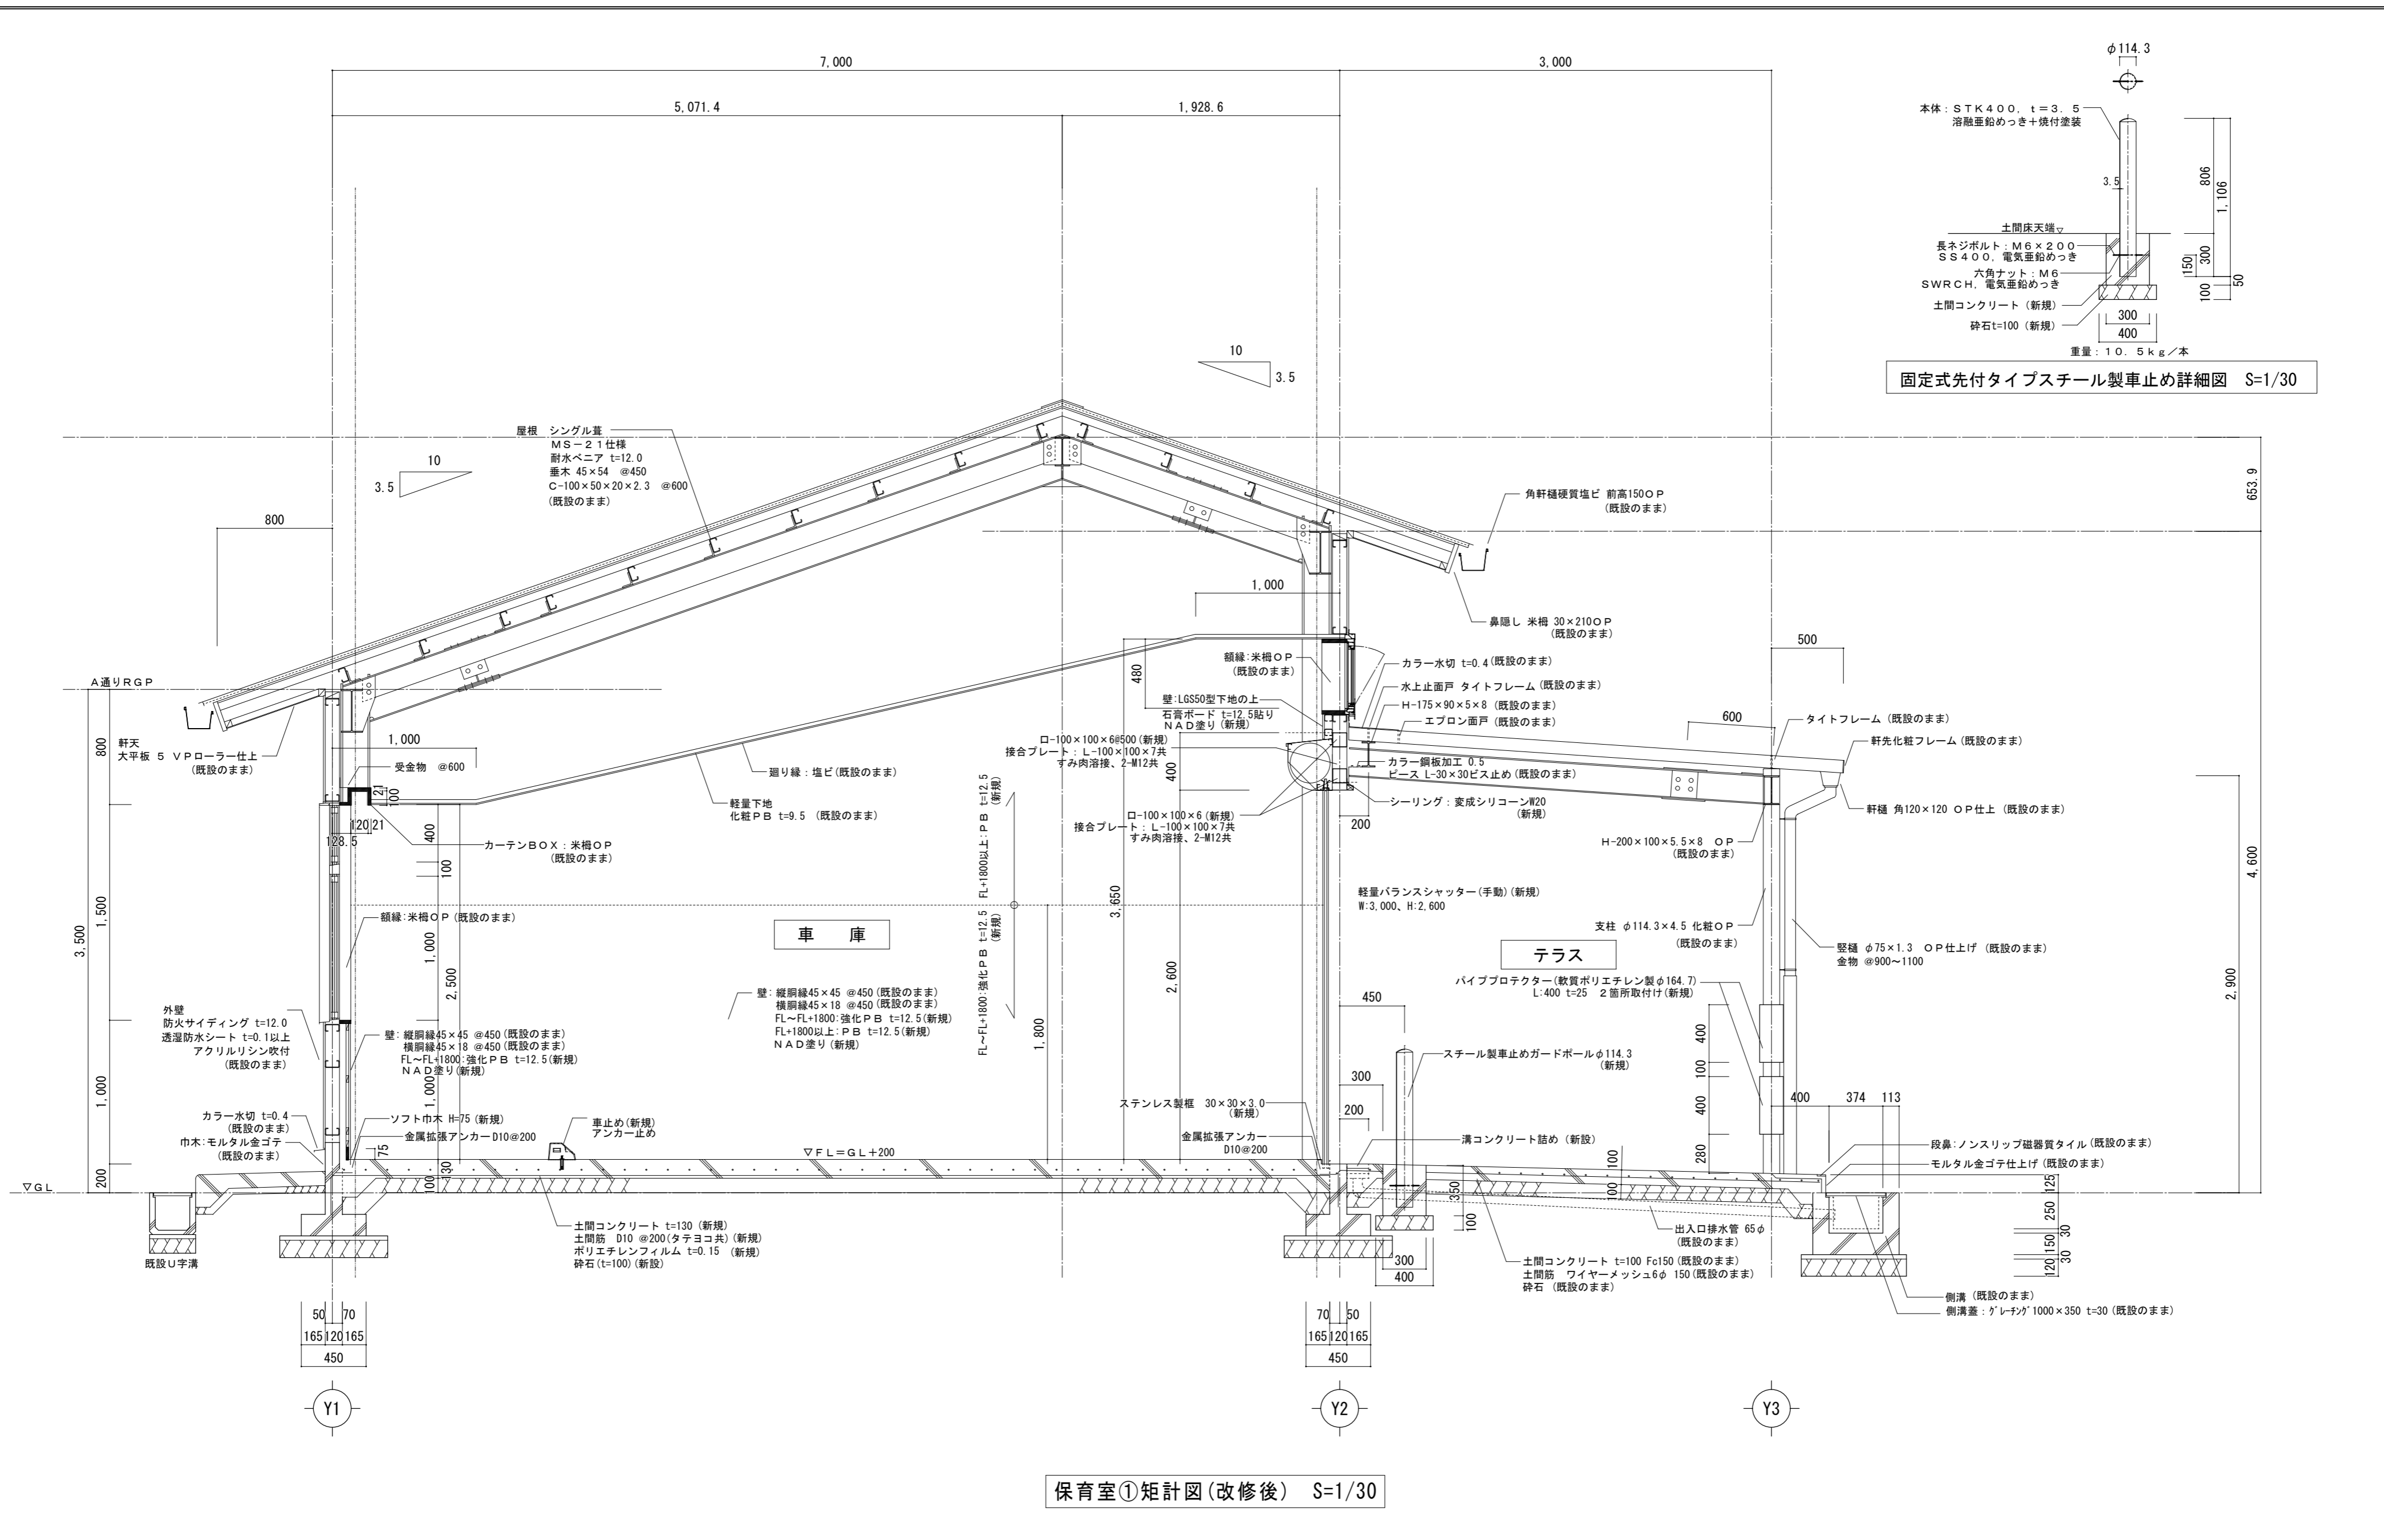 7,000
3,000
5,071.4
1,928.6
φ114.3
本体：ＳＴＫ４００，ｔ＝３．５
溶融亜鉛めっき＋焼付塗装
3.5
806
1,106
土間床天端▽
長ネジボルト：Ｍ６×２００
ＳＳ４００，電気亜鉛めっき
六角ナット：Ｍ６
ＳＷＲＣＨ，電気亜鉛めっき
土間コンクリート（新規）
砕石t=100（新規）
150
300
100
50
300
400
重量：１０．５ｋｇ／本
固定式先付タイプスチール製車止め詳細図　S=1/30
10
3.5
10
3.5
屋根　シングル葺
ＭＳ－２１仕様
耐水ベニア t=12.0
垂木 45×54　@450
Ｃ-100×50×20×2.3　@600
(既設のまま)
800
角軒樋硬質塩ビ 前高150ＯＰ
(既設のまま)
653.9
1,000
鼻隠し 米栂 30×210ＯＰ
(既設のまま)
500
Ａ通りＲＧＰ
480
額縁:米栂ＯＰ
(既設のまま)
カラー水切 t=0.4(既設のまま)
水上止面戸 タイトフレーム(既設のまま)
Ｈ-175×90×5×8 (既設のまま)
エプロン面戸(既設のまま)
壁:LGS50型下地の上
石膏ボード t=12.5貼り
ＮＡＤ塗り(新規)
600
タイトフレーム (既設のまま)
軒先化粧フレーム(既設のまま)
軒天
大平板 ５ ＶＰローラー仕上
(既設のまま)
1,000
受金物　@600
800
21
100
120
21
128.5
廻り縁：塩ビ(既設のまま)
軽量下地
化粧ＰＢ t=9.5 (既設のまま)
カーテンＢＯＸ：米栂ＯＰ
(既設のまま)
ロ-100×100×6@500(新規)
接合プレート：Ｌ-100×100×7共
すみ肉溶接、2-M12共
400
カラー鋼板加工 0.5
ピース L-30×30ビス止め(既設のまま)
シーリング：変成シリコーンW20
(新規)
ロ-100×100×6(新規)
接合プレート：Ｌ-100×100×7共
すみ肉溶接、2-M12共
200
軒樋 角120×120 ＯＰ仕上 (既設のまま)
Ｈ-200×100×5.5×8　ＯＰ
(既設のまま)
4,600
400
100
FL+1800以上:ＰＢ t=12.5
(新規)
FL～FL+1800:強化ＰＢ t=12.5
(新規)
3,650
軽量バランスシャッター(手動)(新規)
W:3,000、H:2,600
額縁:米栂ＯＰ(既設のまま)
車　庫
支柱 φ114.3×4.5 化粧ＯＰ
(既設のまま)
テラス
竪樋 φ75×1.3　ＯＰ仕上げ (既設のまま)
金物 @900～1100
3,500
1,500
1,000
2,500
2,600
2,900
パイププロテクター(軟質ポリエチレン製φ164.7)
L:400 t=25　２箇所取付け(新規)
壁: 縦胴縁45×45 @450(既設のまま)
横胴縁45×18 @450(既設のまま)
FL～FL+1800:強化ＰＢ t=12.5(新規)
FL+1800以上:ＰＢ t=12.5(新規)
ＮＡＤ塗り(新規)
450
外壁
防火サイディング t=12.0
透湿防水シート t=0.1以上
アクリルリシン吹付
(既設のまま)
壁: 縦胴縁45×45 @450(既設のまま)
横胴縁45×18 @450(既設のまま)
FL～FL+1800:強化ＰＢ t=12.5(新規)
ＮＡＤ塗り(新規)
1,800
スチール製車止めガードポールφ114.3
(新規)
400
100
400
280
1,000
1,000
300
200
400
374
113
ステンレス製框　30×30×3.0
(新規)
カラー水切 t=0.4
(既設のまま)
巾木:モルタル金ゴテ
(既設のまま)
ソフト巾木 H=75(新規)
金属拡張アンカーD10@200
75
車止め(新規)
アンカー止め
▽ＦＬ＝ＧＬ＋200
金属拡張アンカー
D10@200
溝コンクリート詰め (新設)
段鼻:ノンスリップ磁器質タイル(既設のまま)
モルタル金ゴテ仕上げ(既設のまま)
▽ＧＬ
200
130
100
350
100
100
100
125
250
30
150
30
120
既設Ｕ字溝
土間コンクリート t=130 (新規)
土間筋　D10 @200(タテヨコ共)(新規)
ポリエチレンフィルム t=0.15 (新規)
砕石(t=100)(新設)
300
400
出入口排水管 65φ
(既設のまま)
土間コンクリート t=100 Fc150(既設のまま)
土間筋　ワイヤーメッシュ6φ 150(既設のまま)
砕石 (既設のまま)
側溝 (既設のまま)
側溝蓋：ｸﾞﾚｰﾁﾝｸﾞ1000×350 t=30(既設のまま)
50
70
165
120
165
450
70
50
165
120
165
450
Y1
Y2
Y3
保育室①矩計図(改修後)　S=1/30